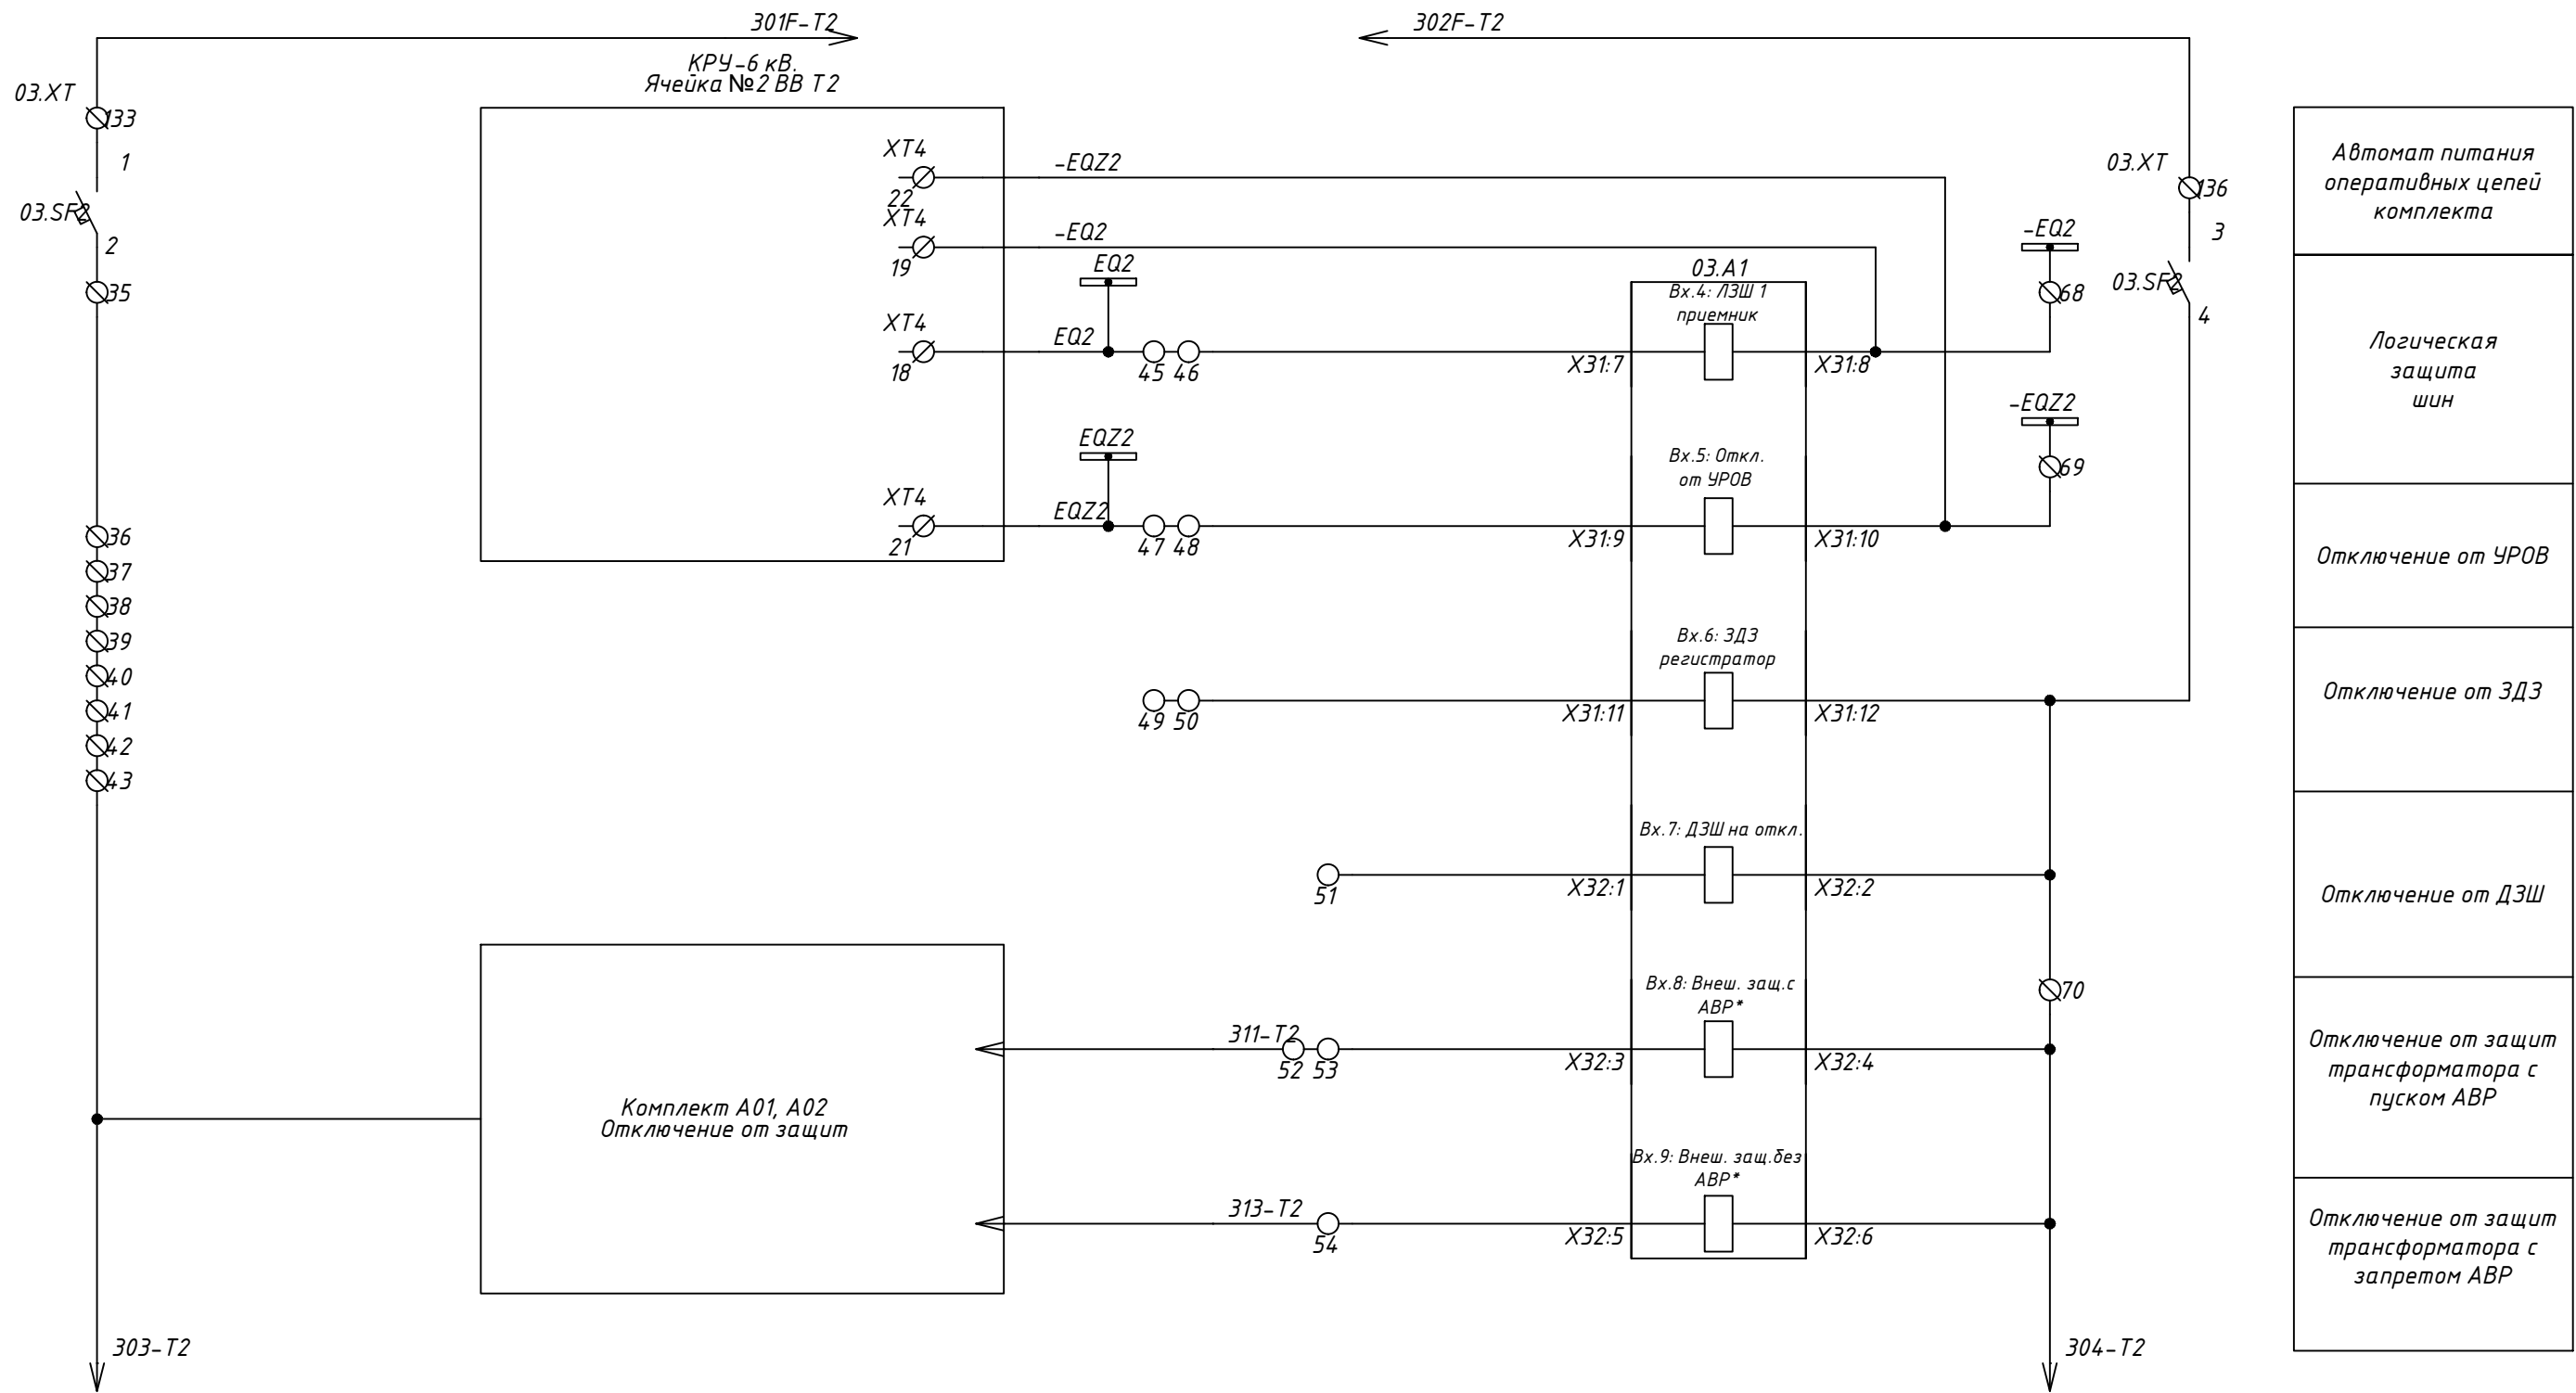 301F-T2
302F-T2
КРУ-6 кВ.
Ячейка №2 ВВ Т2
03.XT
133
1
03.SF2
2
35
36
37
38
39
40
41
42
43
303-T2
XT4
22
-EQZ2
XT4
19
-EQ2
EQ2
XT4
18
EQ2
45 46
EQZ2
XT4
21
EQZ2
47 48
49 50
51
311-T2
52 53
313-T2
54
Комплект А01, А02
Отключение от защит
03.A1
Вх.4: ЛЗШ 1
приемник
X31:7
X31:8
Вх.5: Откл.
от УРОВ
X31:9
X31:10
Вх.6: ЗДЗ
регистратор
X31:11
X31:12
Вх.7: ДЗШ на откл.
X32:1
X32:2
Вх.8: Внеш. защ.с
АВР*
X32:3
X32:4
Вх.9: Внеш. защ.без
АВР*
X32:5
X32:6
-EQ2
68
-EQZ2
69
70
304-T2
03.XT
136
3
03.SF2
4
Автомат питания
оперативных цепей
комплекта
Логическая
защита
шин
Отключение от УРОВ
Отключение от ЗДЗ
Отключение от ДЗШ
Отключение от защит
трансформатора с
пуском АВР
Отключение от защит
трансформатора с
запретом АВР